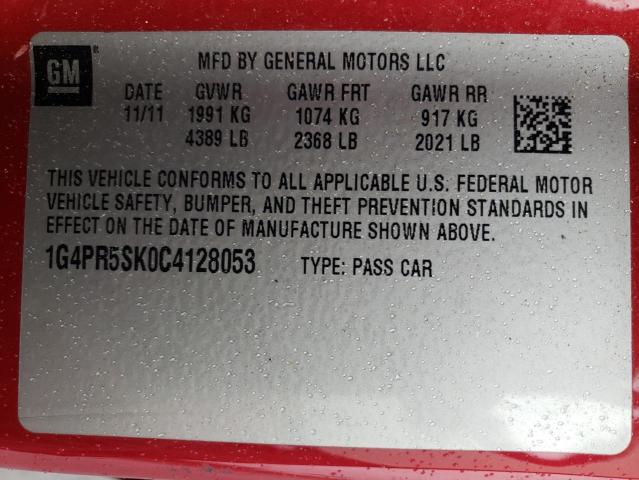 GM ®
MFD BY GENERAL MOTORS LLC
DATE GVWR GAWR FRT GAWR RR
11/11 1991 KG 1074 KG 917 KG
4389 LB 2368 LB 2021 LB
THIS VEHICLE CONFORMS TO ALL APPLICABLE U.S. FEDERAL MOTOR
VEHICLE SAFETY, BUMPER, AND THEFT PREVENTION STANDARDS IN
EFFECT ON THE DATE OF MANUFACTURE SHOWN ABOVE.
1G4PR5SK0C4128053 TYPE: PASS CAR